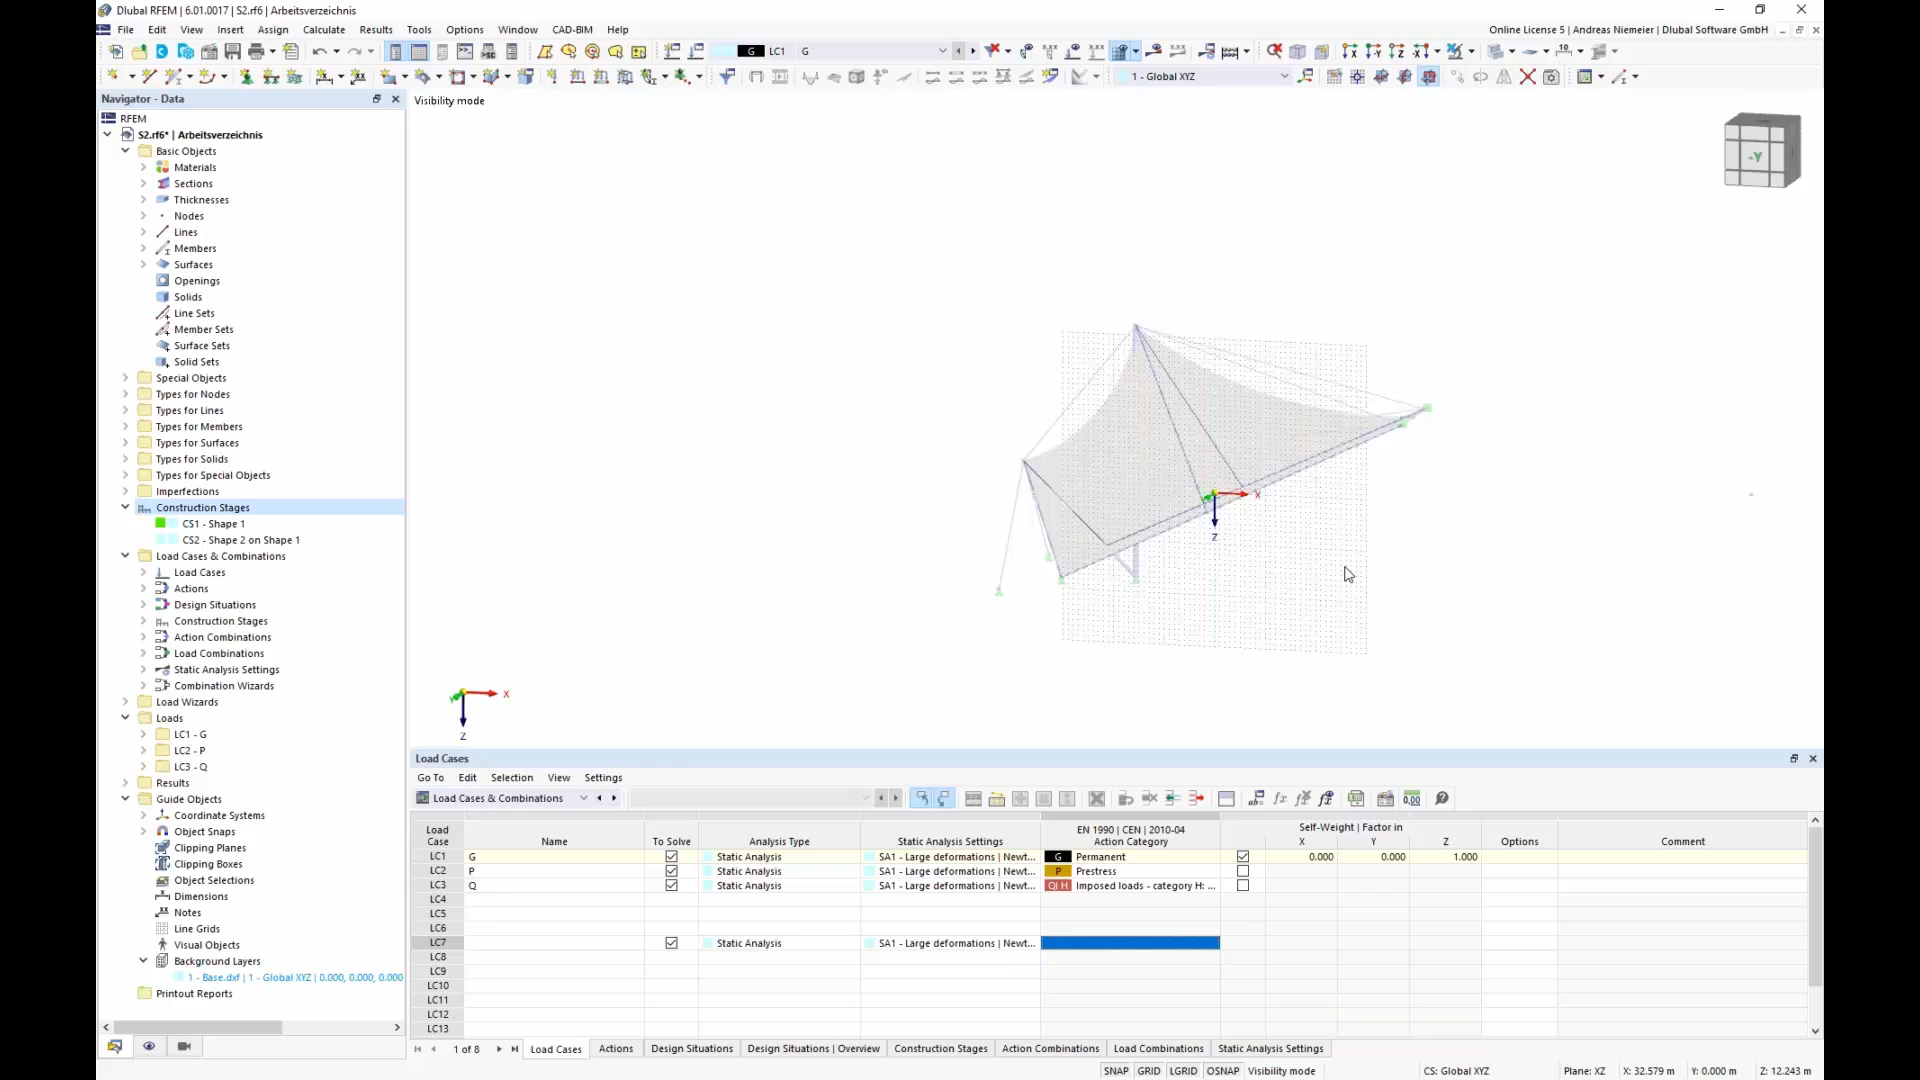 Dlubal RFEM | 6.01.0017 | S2.rf6 | Arbeitsverzeichnis
File Edit View Insert Assign Calculate Results Tools Options Window CAD-BIM Help
Online License 5 | Andreas Niemeier | Dlubal Software GmbH
G LC1 G
1 - Global XYZ
Navigator - Data
Visibility mode
RFEM
S2.rf6* | Arbeitsverzeichnis
Basic Objects
Materials
Sections
Thicknesses
Nodes
Lines
Members
Surfaces
Openings
Solids
Line Sets
Member Sets
Surface Sets
Solid Sets
Special Objects
Types for Nodes
Types for Lines
Types for Members
Types for Surfaces
Types for Solids
Types for Special Objects
Imperfections
Construction Stages
CS1 - Shape 1
CS2 - Shape 2 on Shape 1
Load Cases & Combinations
Load Cases
Actions
Design Situations
Construction Stages
Action Combinations
Load Combinations
Static Analysis Settings
Combination Wizards
Load Wizards
Loads
LC1 - G
LC2 - P
LC3 - Q
Results
Guide Objects
Coordinate Systems
Object Snaps
Clipping Planes
Clipping Boxes
Object Selections
Dimensions
Notes
Line Grids
Visual Objects
Background Layers
1 - Base.dxf | 1 - Global XYZ | 0.000, 0.000, 0.000
Printout Reports
-Y
X
Z
X
Z
Load Cases
Go To Edit Selection View Settings
Load Cases & Combinations
Load Case Name To Solve Analysis Type Static Analysis Settings EN 1990 | CEN | 2010-04 Action Category Self-Weight | Factor in X Y Z Options Comment
LC1 G Static Analysis SA1 - Large deformations | Newt... G Permanent 0.000 0.000 1.000
LC2 P Static Analysis SA1 - Large deformations | Newt... P Prestress
LC3 Q Static Analysis SA1 - Large deformations | Newt... QI H Imposed loads - category H: ...
LC4
LC5
LC6
LC7 Static Analysis SA1 - Large deformations | Newt...
LC8
LC9
LC10
LC11
LC12
LC13
1 of 8 Load Cases Actions Design Situations Design Situations | Overview Construction Stages Action Combinations Load Combinations Static Analysis Settings
SNAP GRID LGRID OSNAP Visibility mode CS: Global XYZ Plane: XZ X: 32.579 m Y: 0.000 m Z: 12.243 m